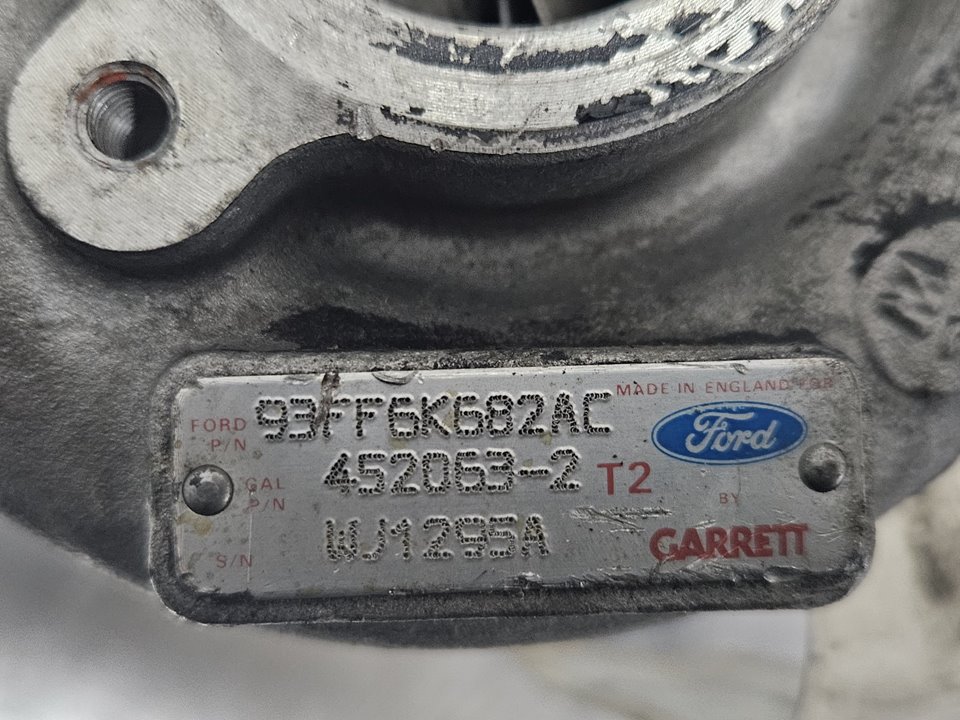 MADE IN ENGLAND FOR
FORD P/N 93FF6K682AC
Ford
GAL P/N 452063-2 T2
BY
S/N WJ1295A
GARRETT